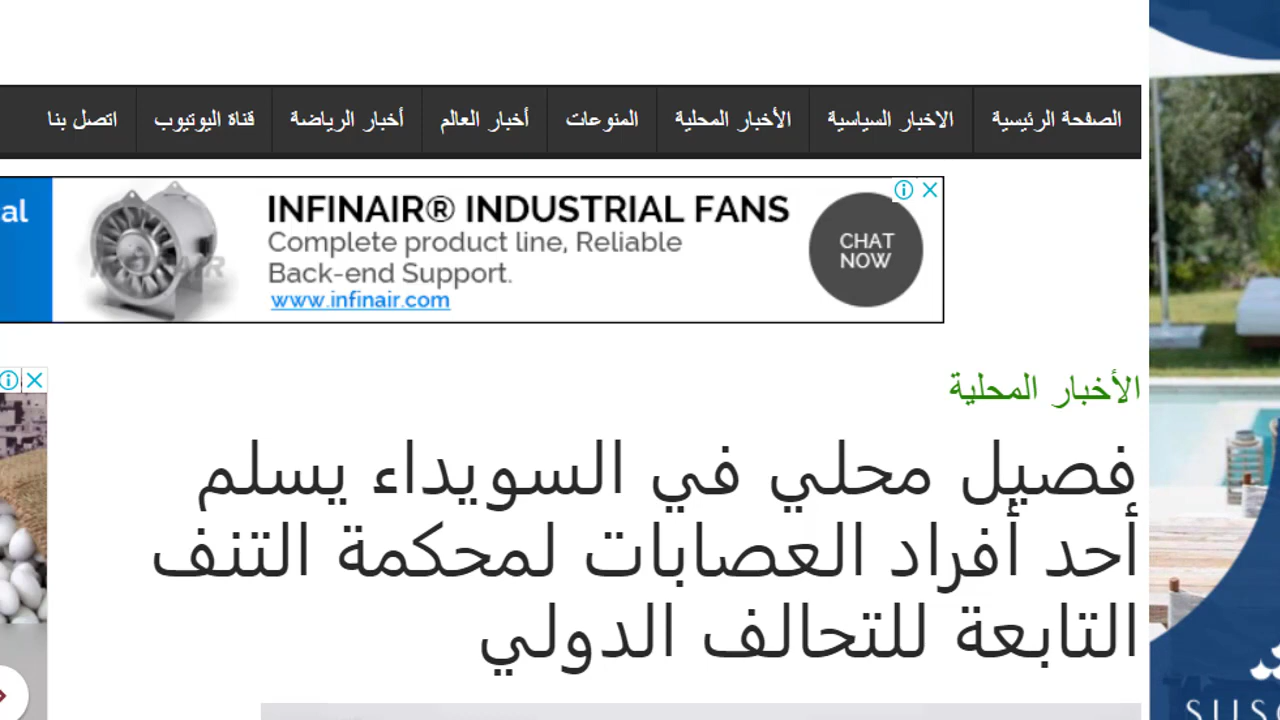 الصفحة الرئيسية
الاخبار السياسية
الأخبار المحلية
المنوعات
أخبار العالم
أخبار الرياضة
قناة اليوتيوب
اتصل بنا
al
INFINAIR® INDUSTRIAL FANS
Complete product line, Reliable
Back-end Support.
www.infinair.com
CHAT
NOW
INFINAIR
الأخبار المحلية
فصيل محلي في السويداء يسلم
أحد أفراد العصابات لمحكمة التنف
التابعة للتحالف الدولي